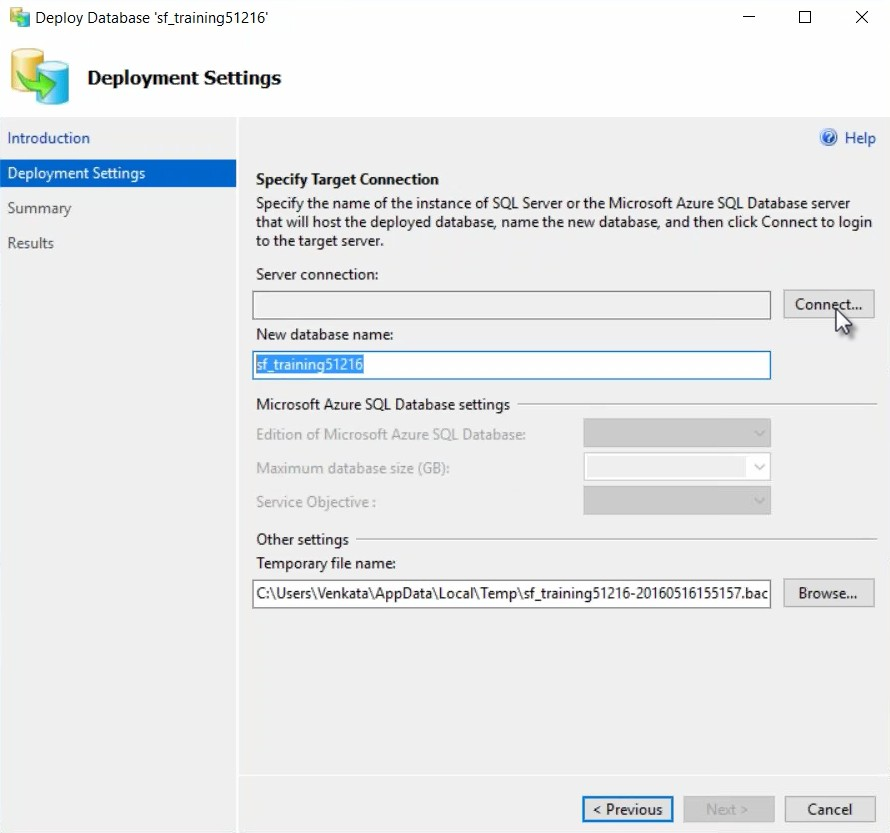 Deploy Database 'sf_training51216'
Deployment Settings
Introduction
Help
Deployment Settings
Summary
Results
Specify Target Connection
Specify the name of the instance of SQL Server or the Microsoft Azure SQL Database server
that will host the deployed database, name the new database, and then click Connect to login
to the target server.
Server connection:
Connect...
New database name:
sf_training51216
Microsoft Azure SQL Database settings
Edition of Microsoft Azure SQL Database:
Maximum database size (GB):
Service Objective :
Other settings
Temporary file name:
C:\Users\Venkata\AppData\Local\Temp\sf_training51216-20160516155157.bac
Browse...
< Previous
Next >
Cancel